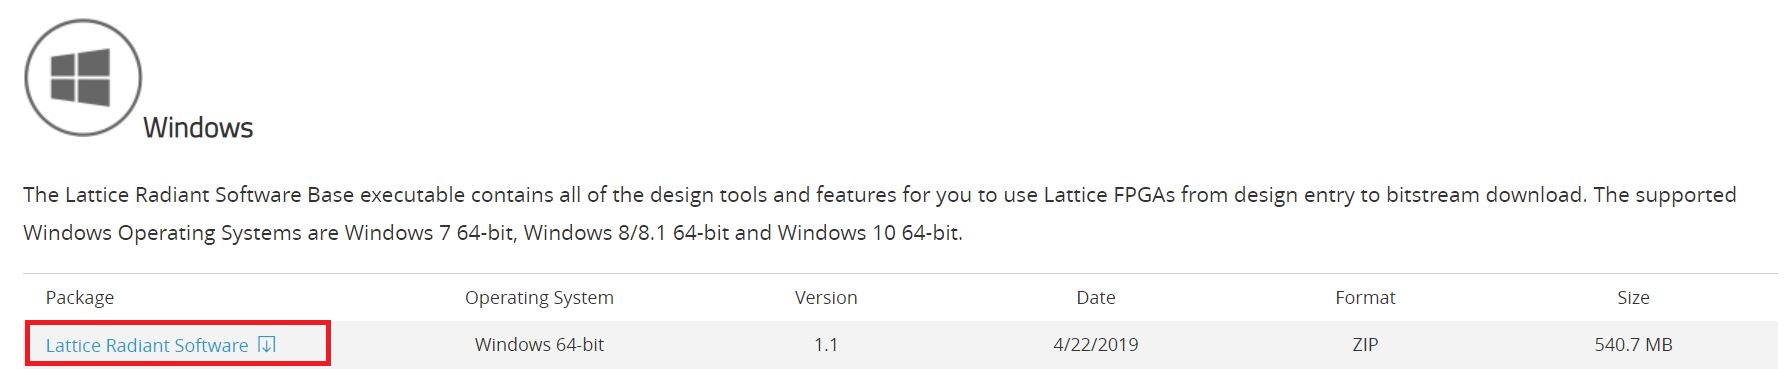 Windows
The Lattice Radiant Software Base executable contains all of the design tools and features for you to use Lattice FPGAs from design entry to bitstream download. The supported
Windows Operating Systems are Windows 7 64-bit, Windows 8/8.1 64-bit and Windows 10 64-bit.
Package Operating System Version Date Format Size
Lattice Radiant Software Windows 64-bit 1.1 4/22/2019 ZIP 540.7 MB